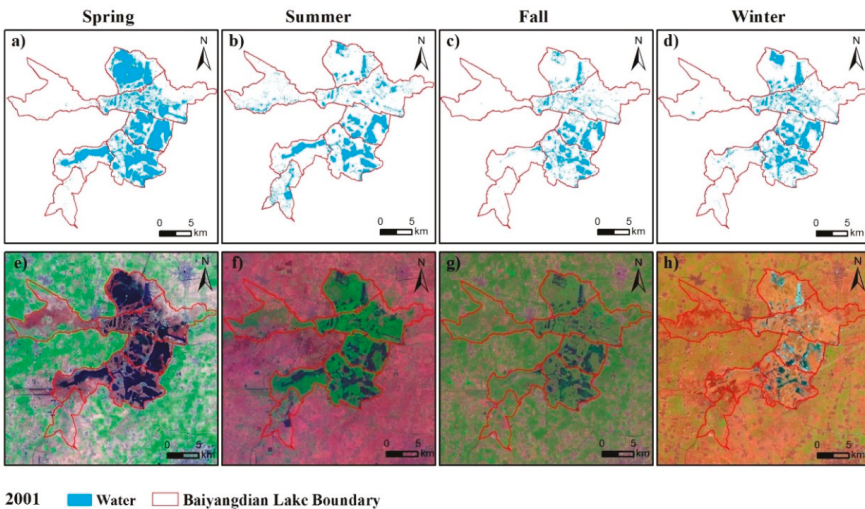 Spring Summer Fall Winter
a) N b) N c) N d) N
0 5 km 0 5 km 0 5 km 0 5 km
e) N f) N g) N h) N
0 5 km 0 5 km 0 5 km 0 5 km
2001 Water Baiyangdian Lake Boundary